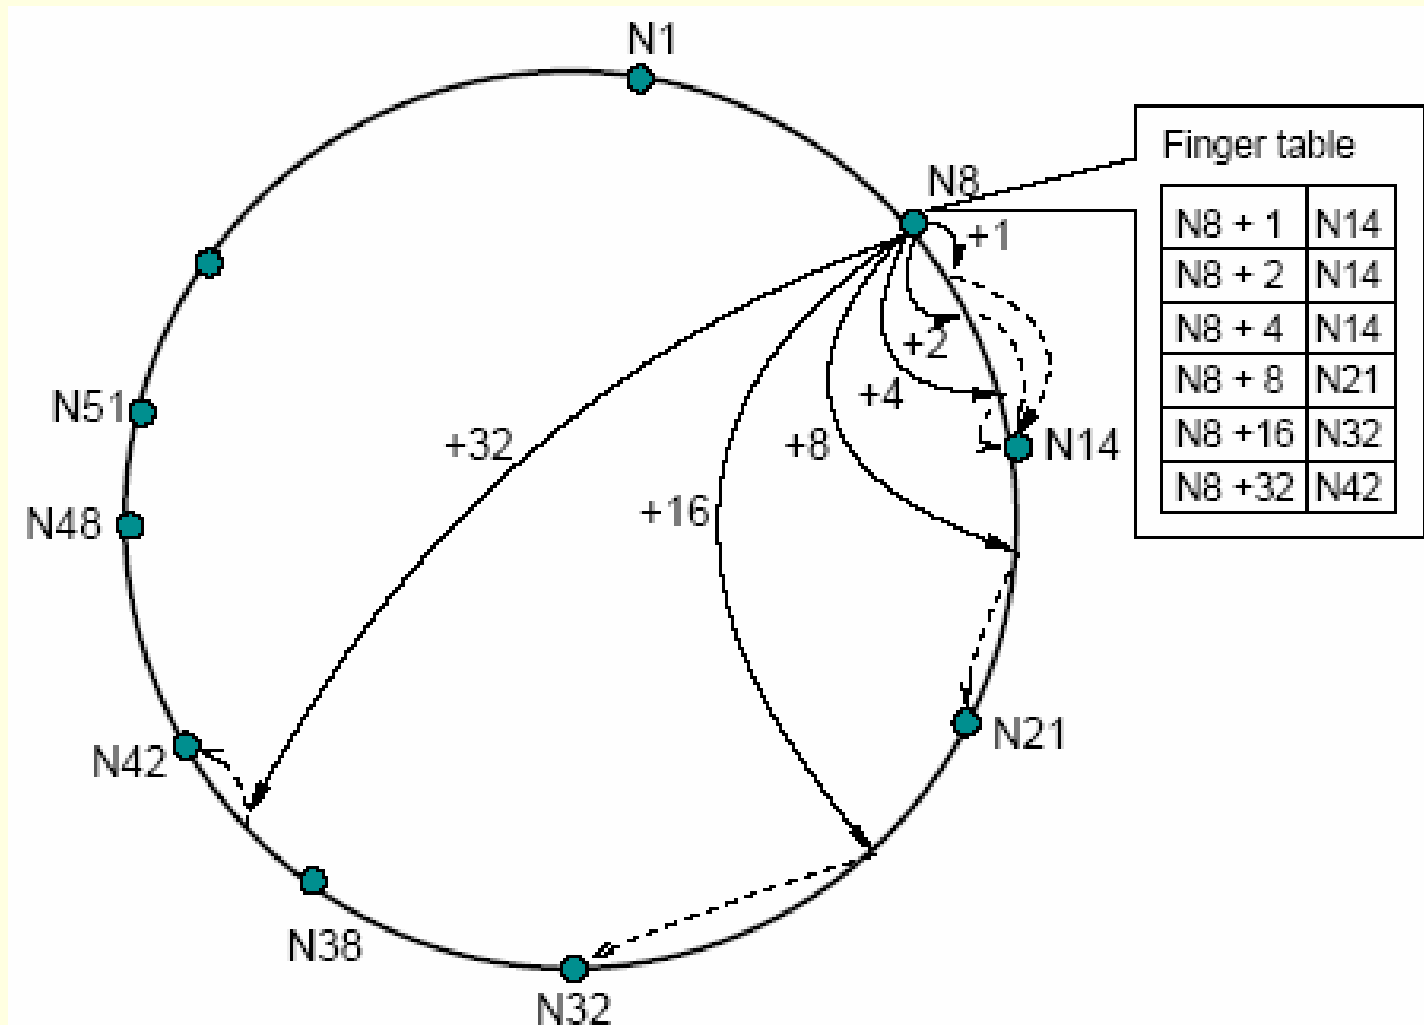 N1
N8
Finger table
N8 + 1 N14
N8 + 2 N14
N8 + 4 N14
N8 + 8 N21
N8 +16 N32
N8 +32 N42
+1
+2
+4
+8
+16
+32
N14
N21
N32
N38
N42
N48
N51